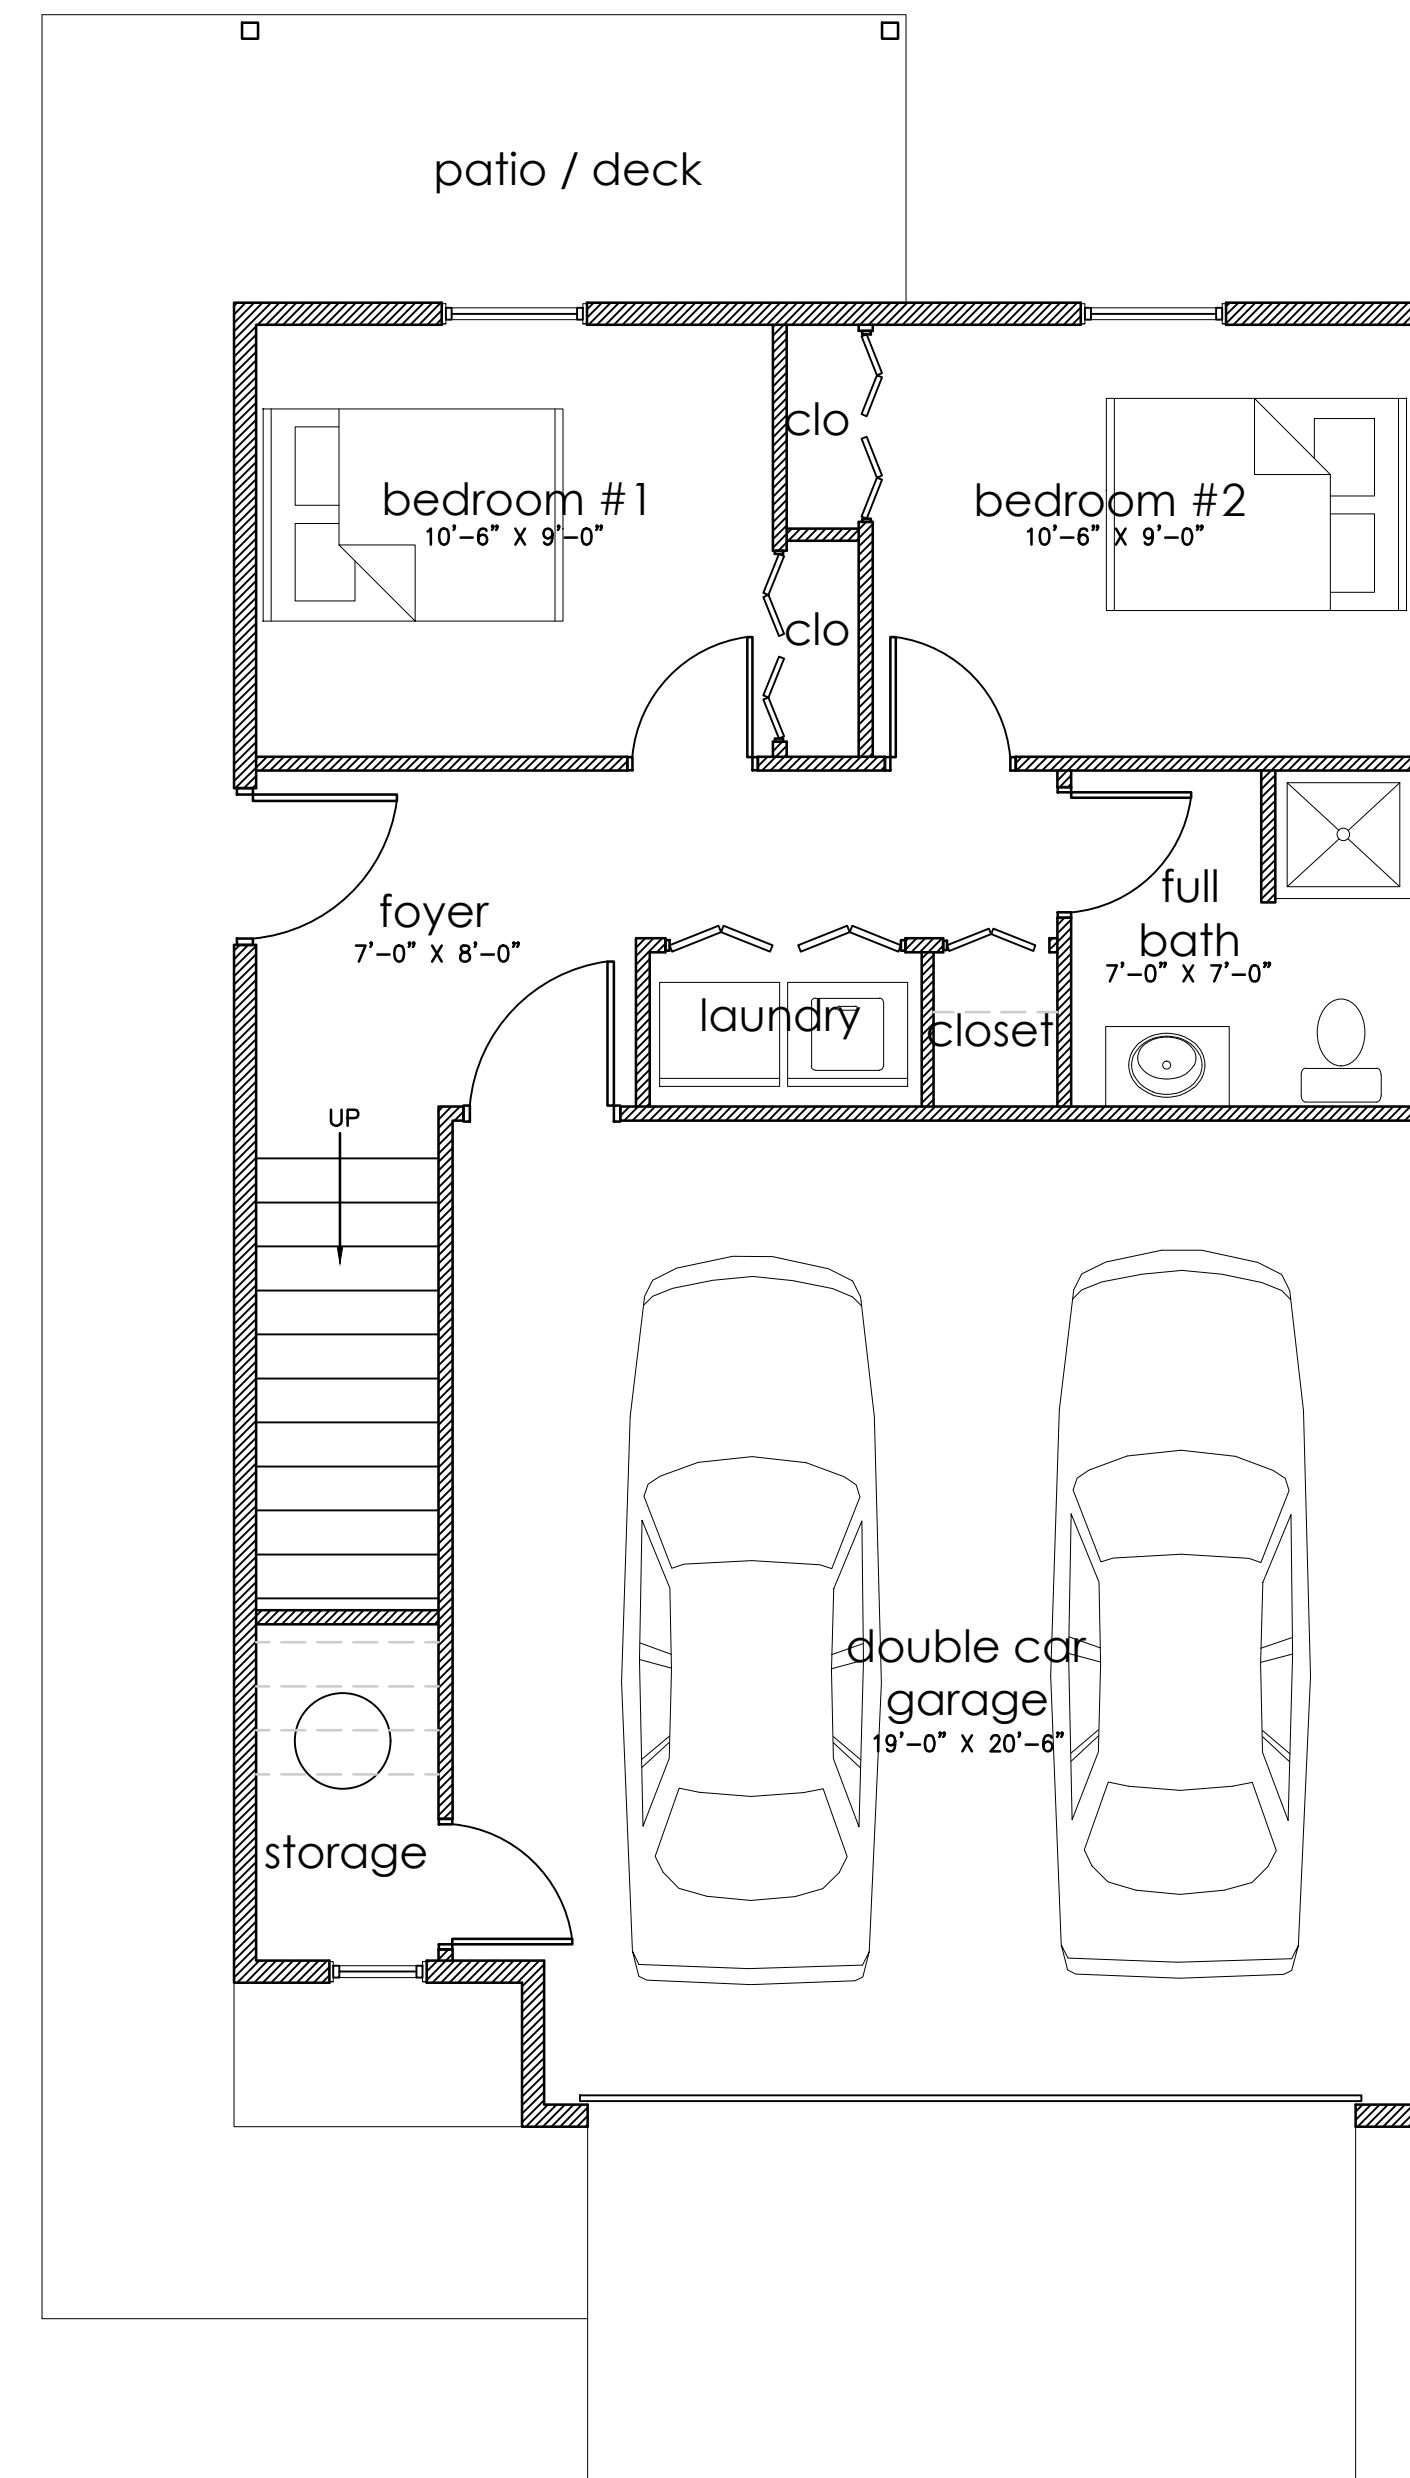 patio / deck
clo
bedroom #1
10'-6" X 9'-0"
bedroom #2
10'-6" X 9'-0"
clo
foyer
7'-0" X 8'-0"
full
bath
7'-0" X 7'-0"
laundry
closet
UP
double car
garage
19'-0" X 20'-6"
storage